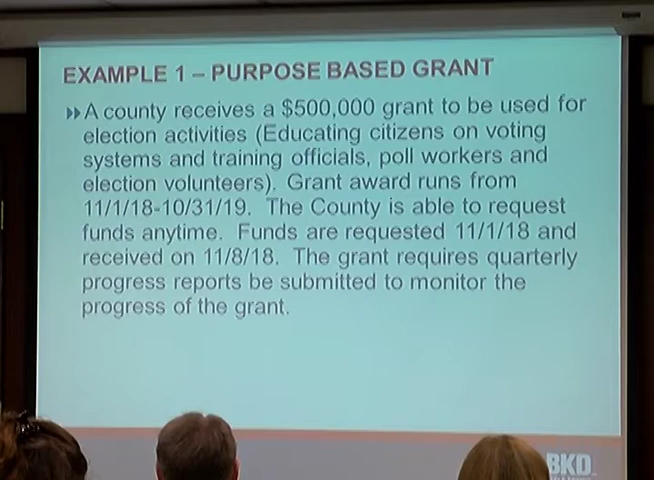 EXAMPLE 1 – PURPOSE BASED GRANT
A county receives a $500,000 grant to be used for
election activities (Educating citizens on voting
systems and training officials, poll workers and
election volunteers). Grant award runs from
11/1/18-10/31/19. The County is able to request
funds anytime. Funds are requested 11/1/18 and
received on 11/8/18. The grant requires quarterly
progress reports be submitted to monitor the
progress of the grant.
BKD